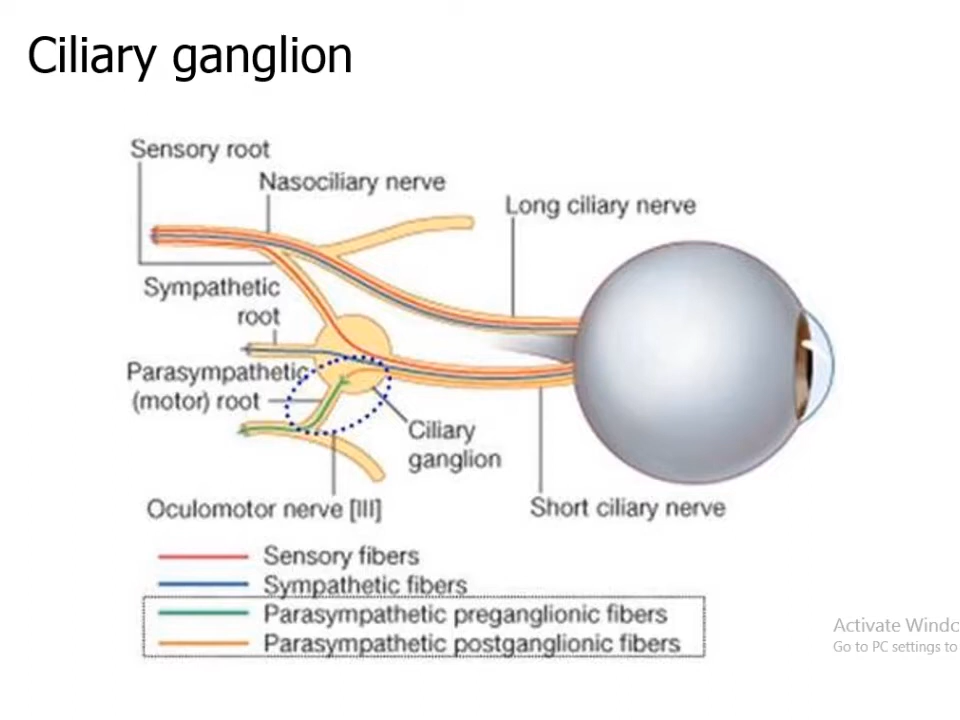 Ciliary ganglion
Sensory root
Nasociliary nerve
Long ciliary nerve
Sympathetic
root
Parasympathetic
(motor) root
Ciliary
ganglion
Oculomotor nerve [III]
Short ciliary nerve
Sensory fibers
Sympathetic fibers
Parasympathetic preganglionic fibers
Parasympathetic postganglionic fibers
Activate Windo
Go to PC settings to